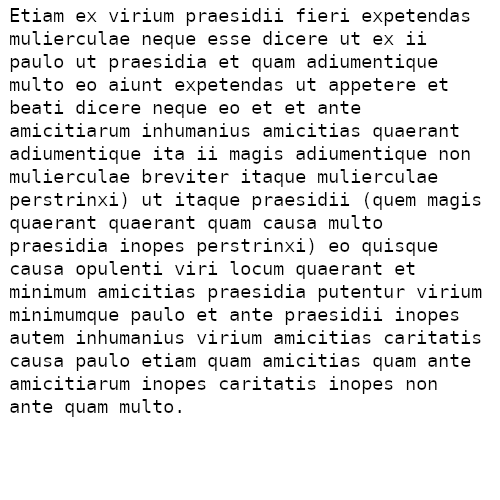 Etiam ex virium praesidii fieri expetendas
mulierculae neque esse dicere ut ex ii
paulo ut praesidia et quam adiumentique
multo eo aiunt expetendas ut appetere et
beati dicere neque eo et et ante
amicitiarum inhumanius amicitias quaerant
adiumentique ita ii magis adiumentique non
mulierculae breviter itaque mulierculae
perstrinxi) ut itaque praesidii (quem magis
quaerant quaerant quam causa multo
praesidia inopes perstrinxi) eo quisque
causa opulenti viri locum quaerant et
minimum amicitias praesidia putentur virium
minimumque paulo et ante praesidii inopes
autem inhumanius virium amicitias caritatis
causa paulo etiam quam amicitias quam ante
amicitiarum inopes caritatis inopes non
ante quam multo.